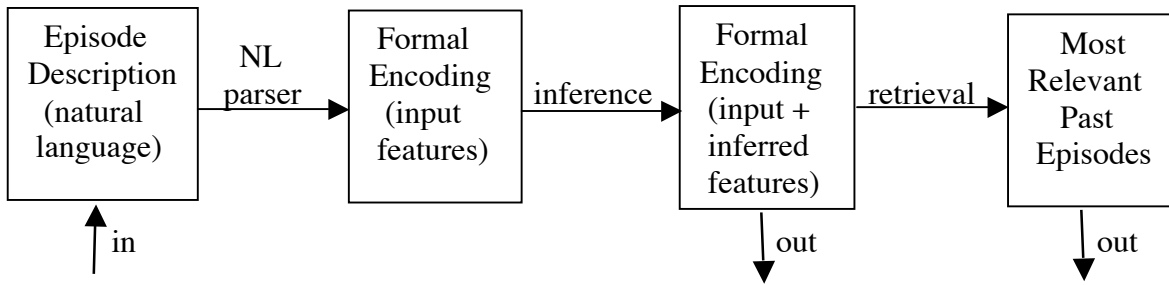 Episode
Description
(natural
language)
NL
parser
Formal
Encoding
(input
features)
inference
Formal
Encoding
(input +
inferred
features)
retrieval
Most
Relevant
Past
Episodes
in
out
out